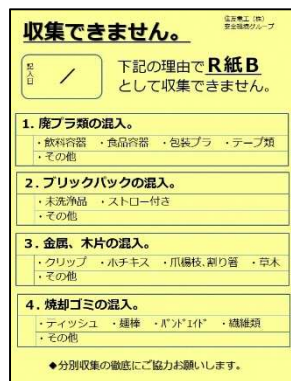 収集できません。
住友電工（株）
安全環境グループ
記入日
／
下記の理由でR紙B
として収集できません。
1. 廃プラ類の混入。
・飲料容器 ・食品容器 ・包装プラ ・テープ類
・その他
2. ブリックパックの混入。
・未洗浄品 ・ストロー付き
・その他
3. 金属、木片の混入。
・クリップ ・ホチキス ・爪楊枝、割り箸 ・草木
・その他
4. 焼却ゴミの混入。
・ティッシュ ・麺棒 ・ﾊﾞﾝﾄﾞｴｲﾄﾞ ・繊維類
・その他
◆分別収集の徹底にご協力お願いします。